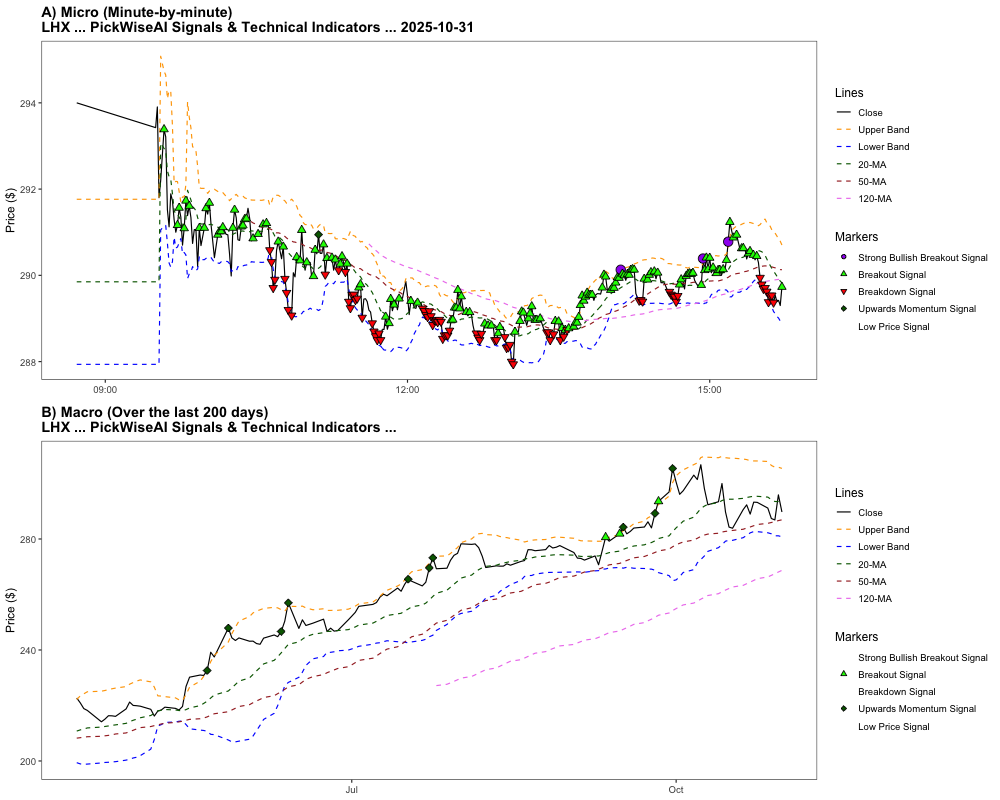 A) Micro (Minute-by-minute)
LHX ... PickWiseAI Signals & Technical Indicators ... 2025-10-31
Price ($)
294
292
290
288
09:00
12:00
15:00
Lines
Close
Upper Band
Lower Band
20-MA
50-MA
120-MA
Markers
Strong Bullish Breakout Signal
Breakout Signal
Breakdown Signal
Upwards Momentum Signal
Low Price Signal
B) Macro (Over the last 200 days)
LHX ... PickWiseAI Signals & Technical Indicators ...
Price ($)
280
240
200
Jul
Oct
Lines
Close
Upper Band
Lower Band
20-MA
50-MA
120-MA
Markers
Strong Bullish Breakout Signal
Breakout Signal
Breakdown Signal
Upwards Momentum Signal
Low Price Signal